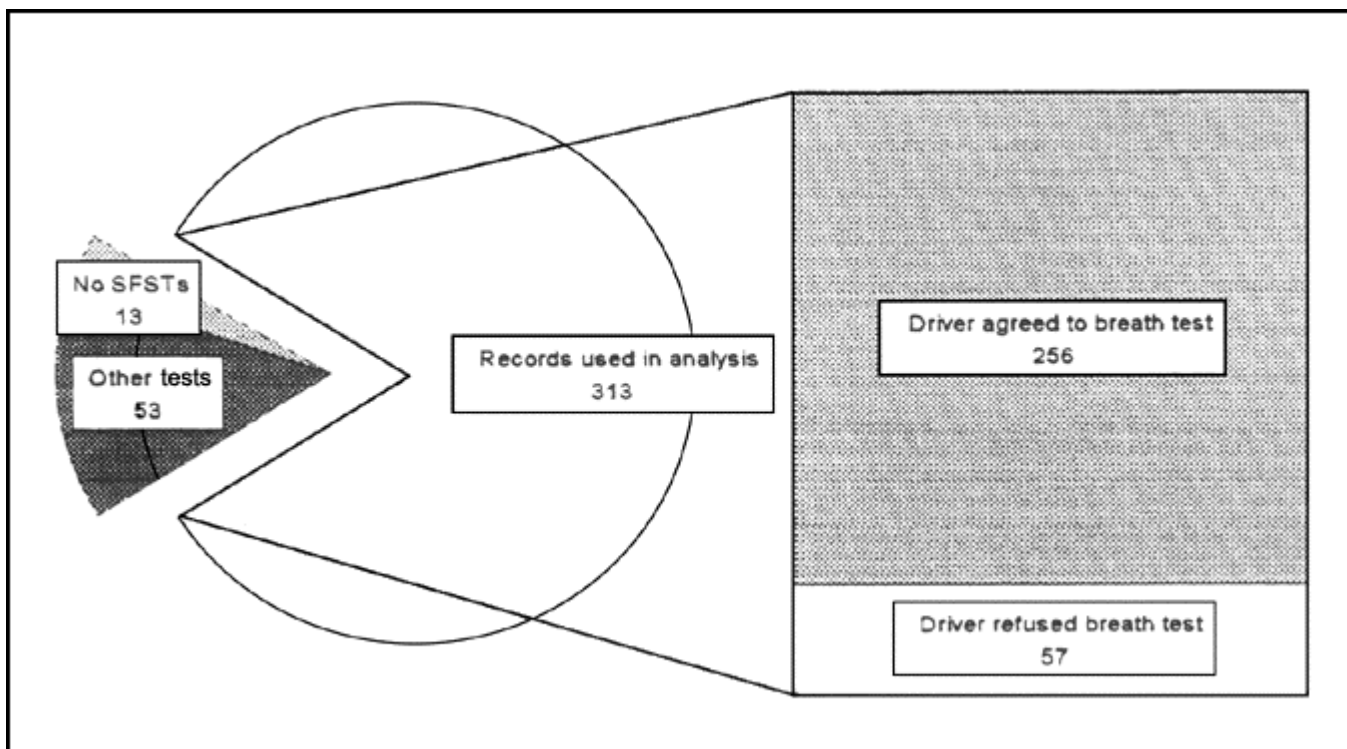 No SFSTs
13
Other tests
53
Records used in analysis
313
Driver agreed to breath test
256
Driver refused breath test
57